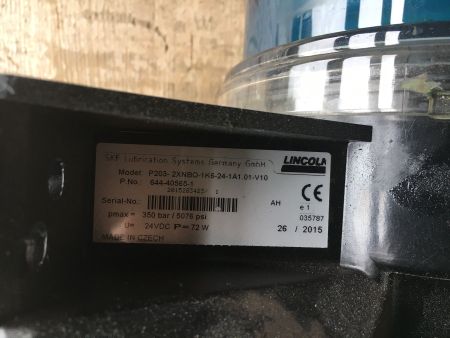 SKF Lubrication Systems Germany GmbH
LINCOLN
Model: P203- 2XNBO-1K6-24-1A1.01-V10
P.No.: 644-40565-1
AH
CE
Serial-No.:
e1
035787
pmax = 350 bar / 5076 psi
U= 24VDC P= 72 W
26 / 2015
MADE IN CZECH